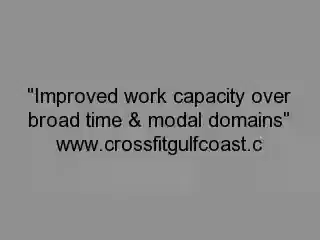 "Improved work capacity over
broad time & modal domains"
www.crossfitgulfcoast.c